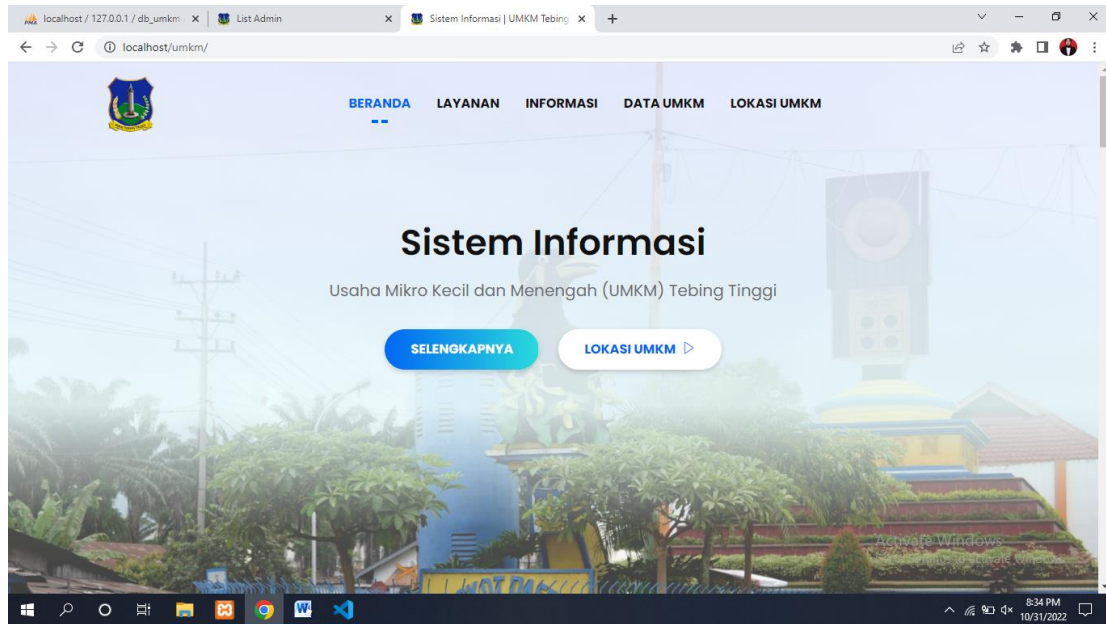 localhost / 127.0.0.1 / db_umkm
List Admin
Sistem Informasi | UMKM Tebing
localhost/umkm/
BERANDA LAYANAN INFORMASI DATA UMKM LOKASI UMKM
Sistem Informasi
Usaha Mikro Kecil dan Menengah (UMKM) Tebing Tinggi
SELENGKAPNYA
LOKASI UMKM
Activate Windows
8:34 PM
10/31/2022